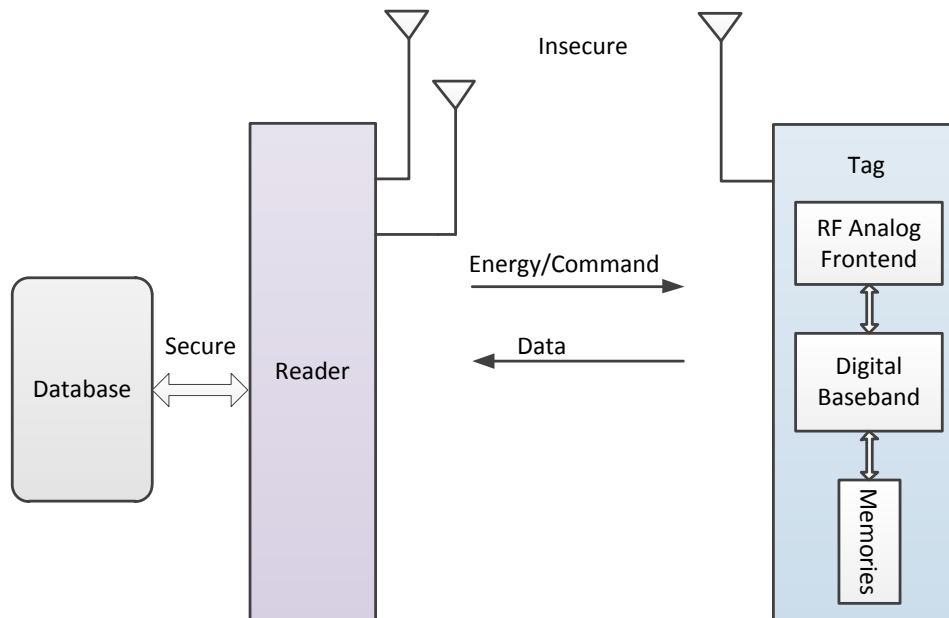 Insecure
Tag
RF Analog
Frontend
Energy/Command
Secure
Data
Database
Reader
Digital
Baseband
Memories